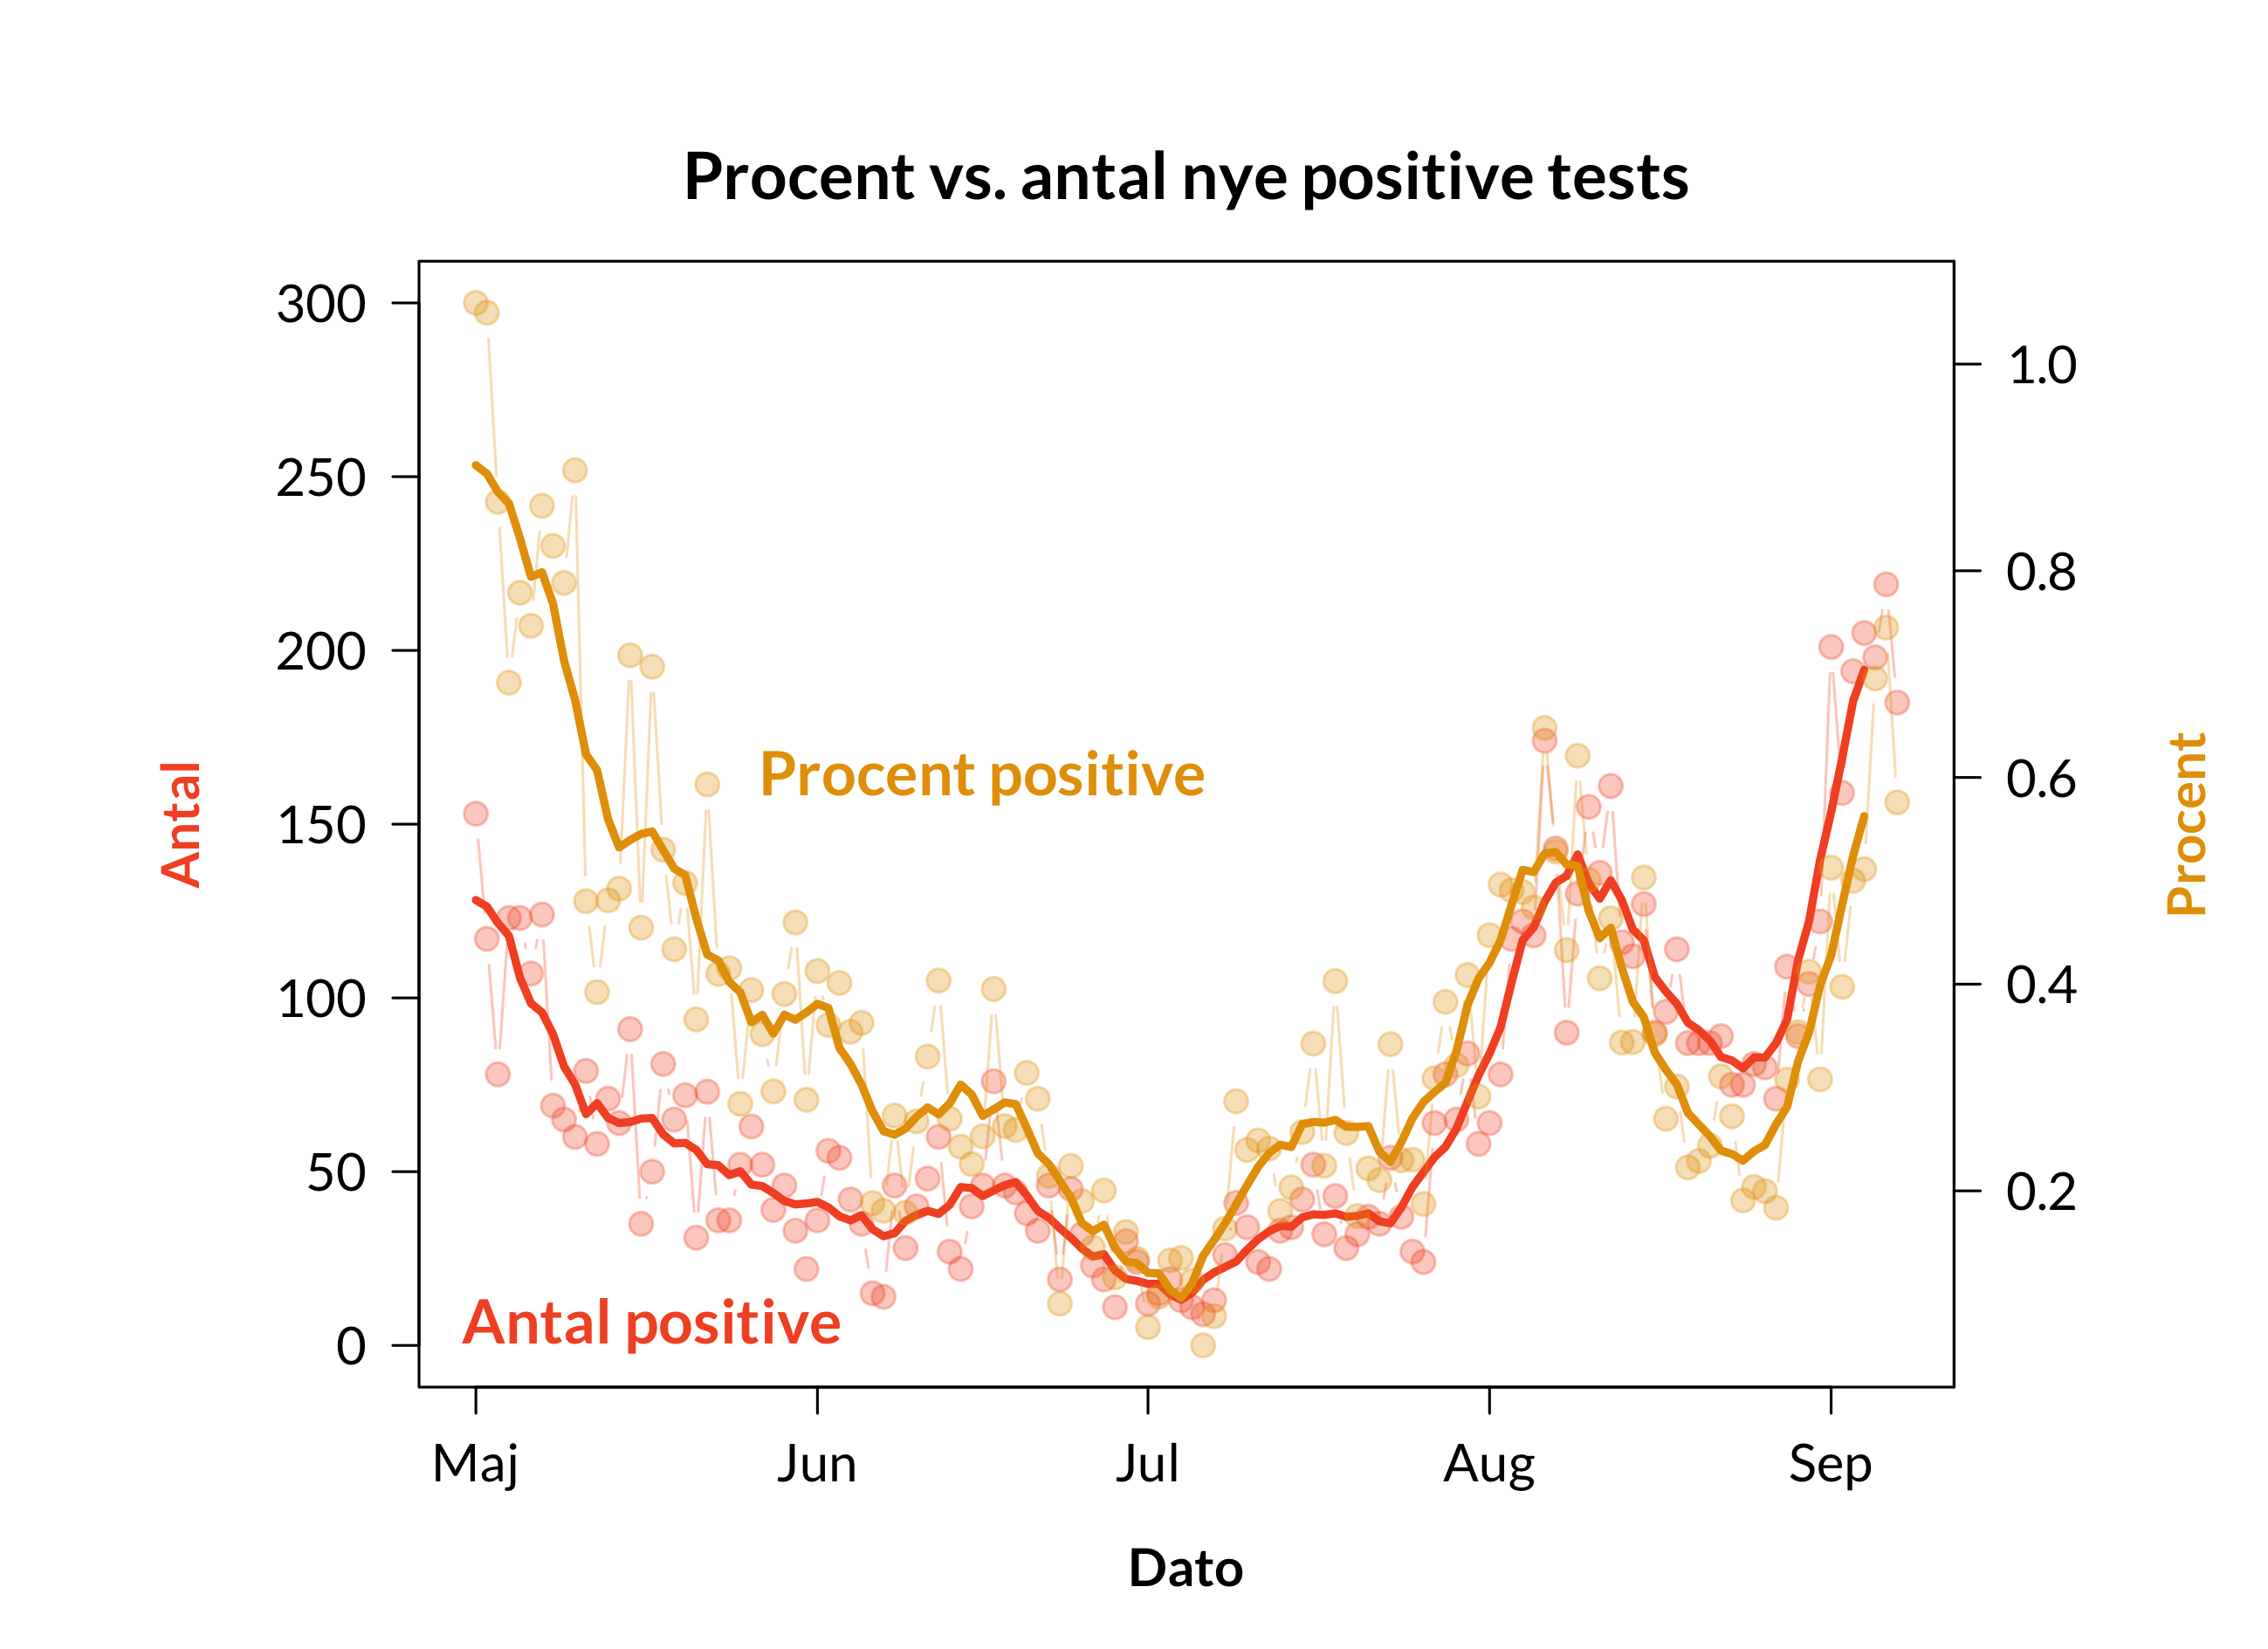 Procent vs. antal nye positive tests
300
250
200
150
100
50
0
Antal
1.0
0.8
0.6
0.4
0.2
Procent
Procent positive
Antal positive
Maj Jun Jul Aug Sep
Dato